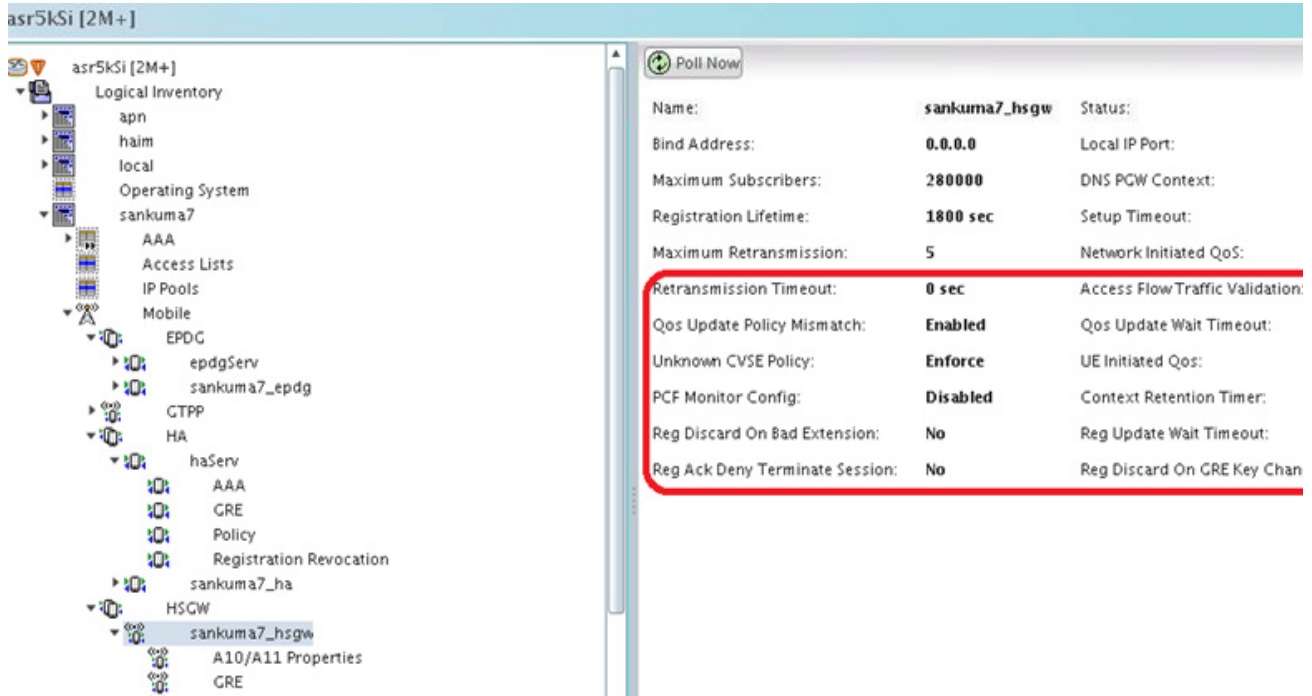 asr5kSi [2M+]
asr5kSi [2M+]
Logical Inventory
apn
haim
local
Operating System
sankuma7
AAA
Access Lists
IP Pools
Mobile
EPDG
epdgServ
sankuma7_epdg
GTPP
HA
haServ
AAA
GRE
Policy
Registration Revocation
sankuma7_ha
HSGW
sankuma7_hsgw
A10/A11 Properties
GRE
Poll Now
Name: sankuma7_hsgw Status:
Bind Address: 0.0.0.0 Local IP Port:
Maximum Subscribers: 280000 DNS PGW Context:
Registration Lifetime: 1800 sec Setup Timeout:
Maximum Retransmission: 5 Network Initiated QoS:
Retransmission Timeout: 0 sec Access Flow Traffic Validation:
Qos Update Policy Mismatch: Enabled Qos Update Wait Timeout:
Unknown CVSE Policy: Enforce UE Initiated Qos:
PCF Monitor Config: Disabled Context Retention Timer:
Reg Discard On Bad Extension: No Reg Update Wait Timeout:
Reg Ack Deny Terminate Session: No Reg Discard On GRE Key Chan